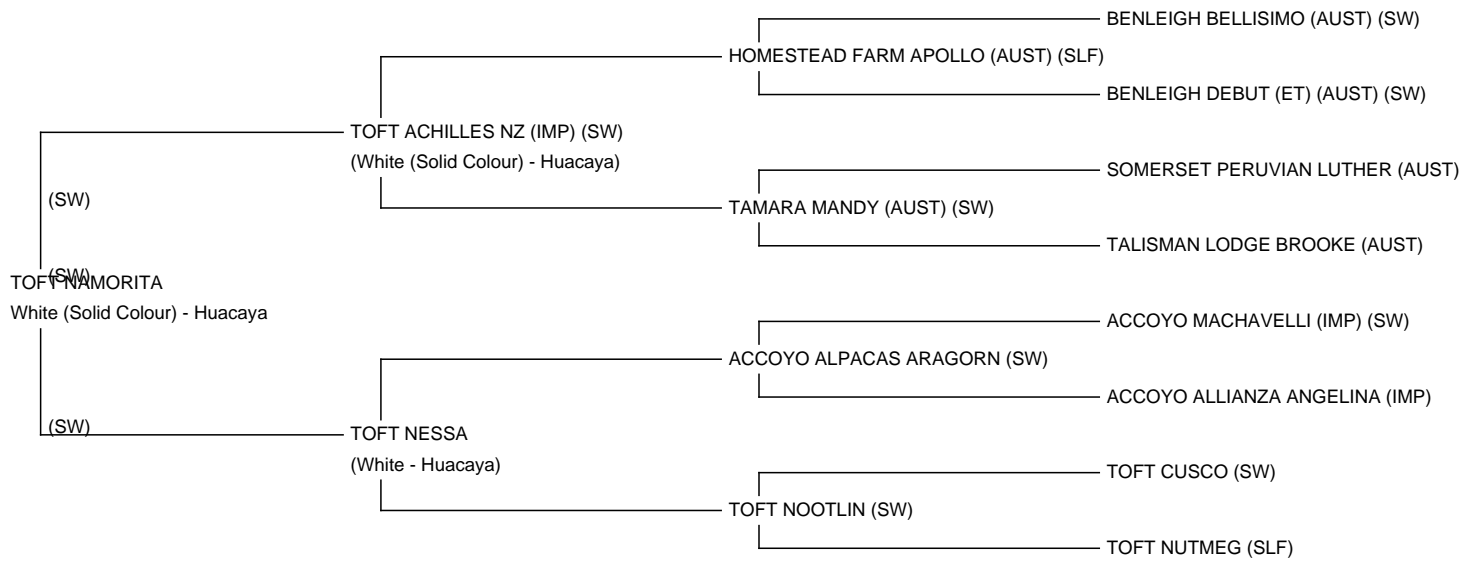 BENLEIGH BELLISIMO (AUST) (SW)
HOMESTEAD FARM APOLLO (AUST) (SLF)
BENLEIGH DEBUT (ET) (AUST) (SW)
TOFT ACHILLES NZ (IMP) (SW)
(White (Solid Colour) - Huacaya)
SOMERSET PERUVIAN LUTHER (AUST)
(SW)
TAMARA MANDY (AUST) (SW)
TALISMAN LODGE BROOKE (AUST)
(SW)
TOFT NAMORITA
White (Solid Colour) - Huacaya
ACCOYO MACHAVELLI (IMP) (SW)
ACCOYO ALPACAS ARAGORN (SW)
ACCOYO ALLIANZA ANGELINA (IMP)
(SW)
TOFT NESSA
(White - Huacaya)
TOFT CUSCO (SW)
TOFT NOOTLIN (SW)
TOFT NUTMEG (SLF)